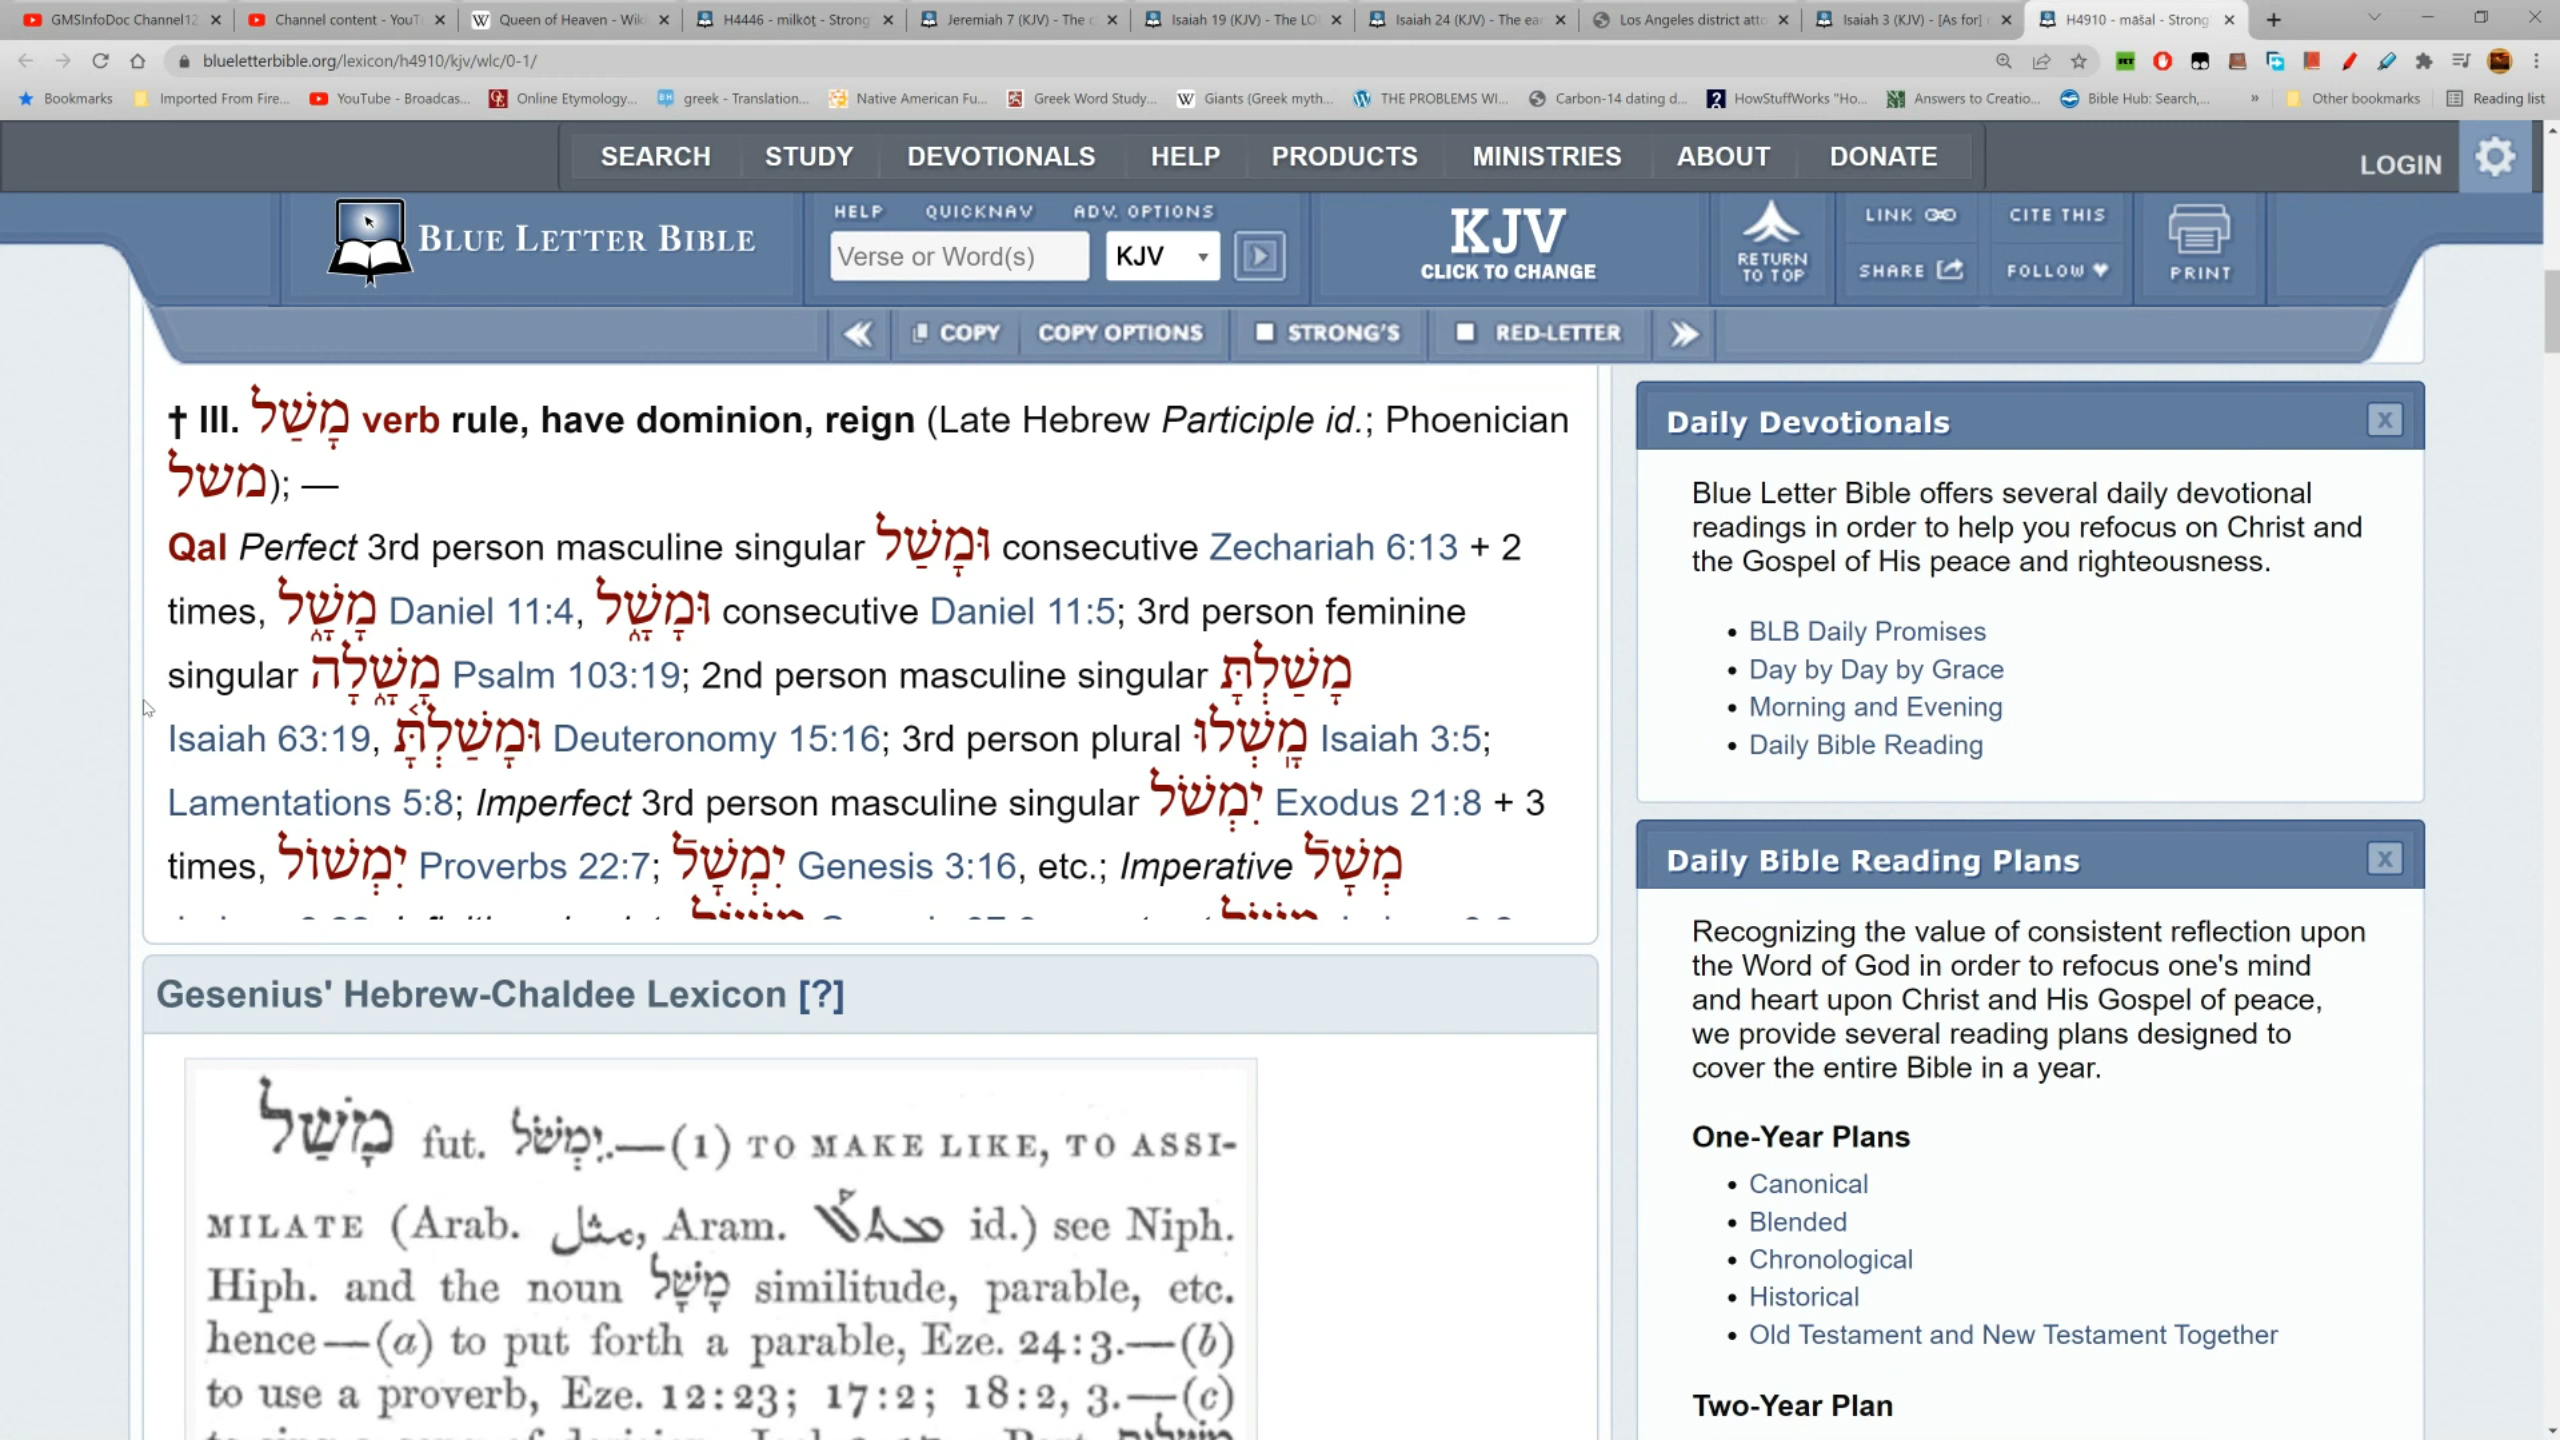 GMSInfoDoc Channel12
Channel content - YouT
Queen of Heaven - Wiki
H4446 - milkōṯ - Strong
Jeremiah 7 (KJV) - The c
Isaiah 19 (KJV) - The LO
Isaiah 24 (KJV) - The ear
Los Angeles district atto
Isaiah 3 (KJV) - [As for]
H4910 - māšal - Strong
blueletterbible.org/lexicon/h4910/kjv/wlc/0-1/
Bookmarks
Imported From Fire...
YouTube - Broadcas...
Online Etymology...
greek - Translation...
Native American Fu...
Greek Word Study...
Giants (Greek myth...
THE PROBLEMS WI...
Carbon-14 dating d...
HowStuffWorks "Ho...
Answers to Creatio...
Bible Hub: Search,...
»
Other bookmarks
Reading list
SEARCH STUDY DEVOTIONALS HELP PRODUCTS MINISTRIES ABOUT DONATE
LOGIN
BLUE LETTER BIBLE
HELP QUICKNAV ADV. OPTIONS
Verse or Word(s)
KJV
KJV
CLICK TO CHANGE
RETURN
TO TOP
LINK
CITE THIS
SHARE
FOLLOW
PRINT
COPY COPY OPTIONS STRONG'S RED-LETTER
† III. מָשַׁל verb rule, have dominion, reign (Late Hebrew Participle id.; Phoenician
משל); —
Qal Perfect 3rd person masculine singular וּמָשַׁל consecutive Zechariah 6:13 + 2
times, מָשָׁ֑ל Daniel 11:4, וּמָשָׁ֑ל consecutive Daniel 11:5; 3rd person feminine
singular מָשָׁ֑לָה Psalm 103:19; 2nd person masculine singular מָשַׁלְתָּ
Isaiah 63:19, וּמָשַׁלְתָּ֫ Deuteronomy 15:16; 3rd person plural מָֽשְׁלוּ Isaiah 3:5;
Lamentations 5:8; Imperfect 3rd person masculine singular יִמְשֹׁל Exodus 21:8 + 3
times, יִמְשׁוֹל Proverbs 22:7; יִמְשָׁל Genesis 3:16, etc.; Imperative מְשָׁל
Gesenius' Hebrew-Chaldee Lexicon [?]
מָשַׁל fut. יִמְשֹׁל.—(1) TO MAKE LIKE, TO ASSI-
MILATE (Arab. مثل, Aram. id.) see Niph.
Hiph. and the noun מָשָׁל similitude, parable, etc.
hence—(a) to put forth a parable, Eze. 24:3.—(b)
to use a proverb, Eze. 12:23; 17:2; 18:2, 3.—(c)
Daily Devotionals
X
Blue Letter Bible offers several daily devotional
readings in order to help you refocus on Christ and
the Gospel of His peace and righteousness.
• BLB Daily Promises
• Day by Day by Grace
• Morning and Evening
• Daily Bible Reading
Daily Bible Reading Plans
X
Recognizing the value of consistent reflection upon
the Word of God in order to refocus one's mind
and heart upon Christ and His Gospel of peace,
we provide several reading plans designed to
cover the entire Bible in a year.
One-Year Plans
• Canonical
• Blended
• Chronological
• Historical
• Old Testament and New Testament Together
Two-Year Plan